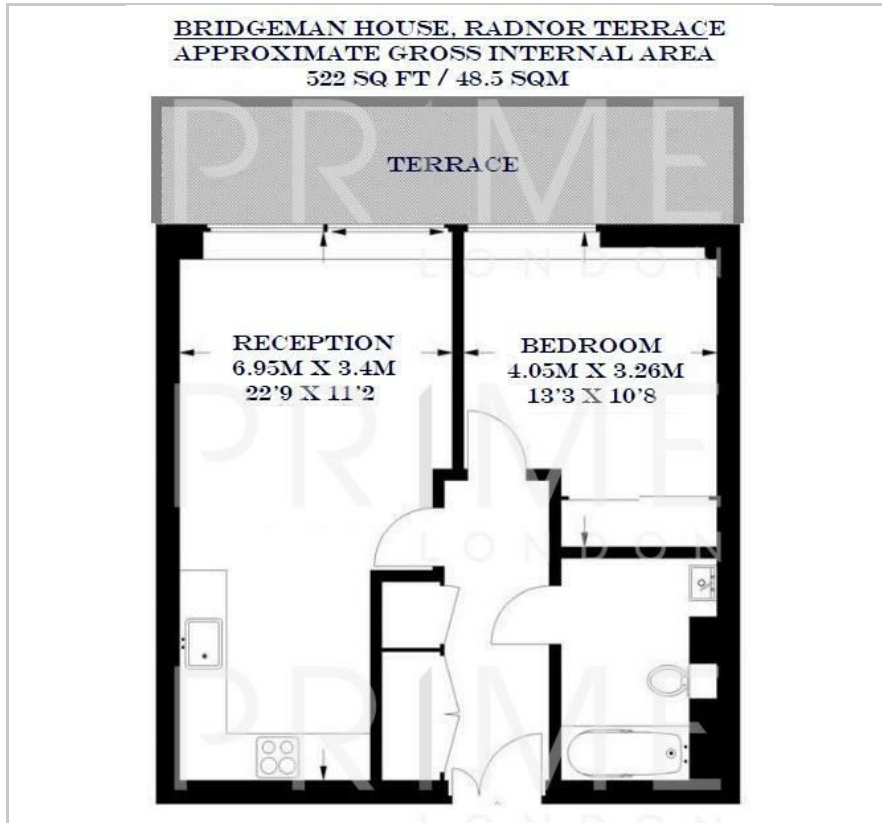 BRIDGEMAN HOUSE, RADNOR TERRACE
APPROXIMATE GROSS INTERNAL AREA
522 SQ FT / 48.5 SQM
PRIME
TERRACE
LONDON
RECEPTION
6.95M X 3.4M
22'9 X 11'2
BEDROOM
4.05M X 3.26M
13'3 X 10'8
PRIME
LONDON
PRIME
LONDON